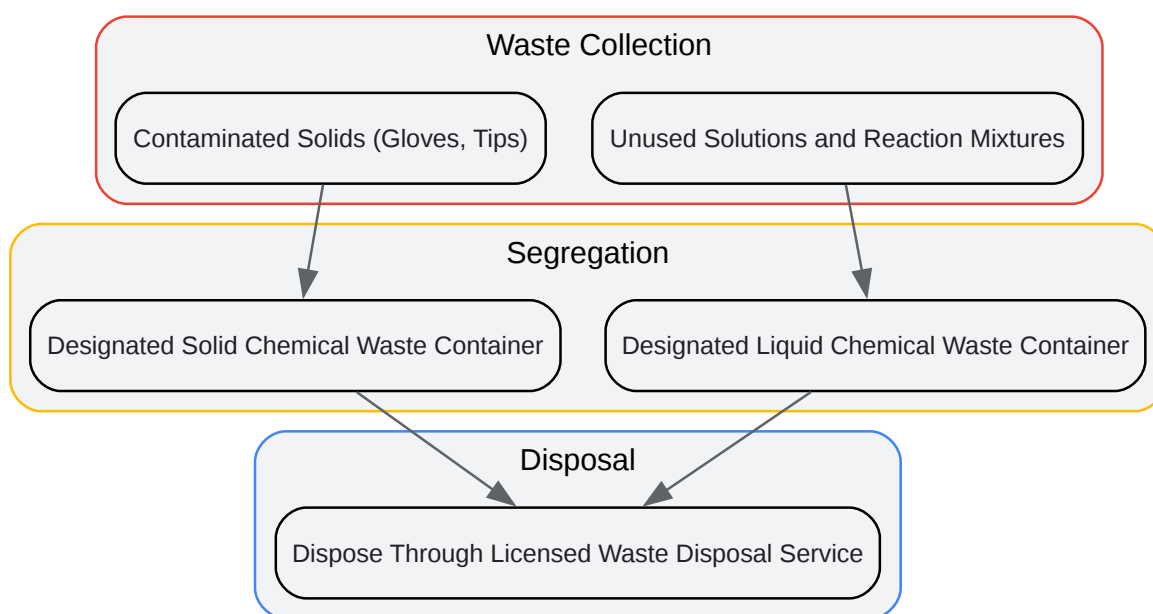 Waste Collection
Contaminated Solids (Gloves, Tips)
Unused Solutions and Reaction Mixtures
Segregation
Designated Solid Chemical Waste Container
Designated Liquid Chemical Waste Container
Disposal
Dispose Through Licensed Waste Disposal Service